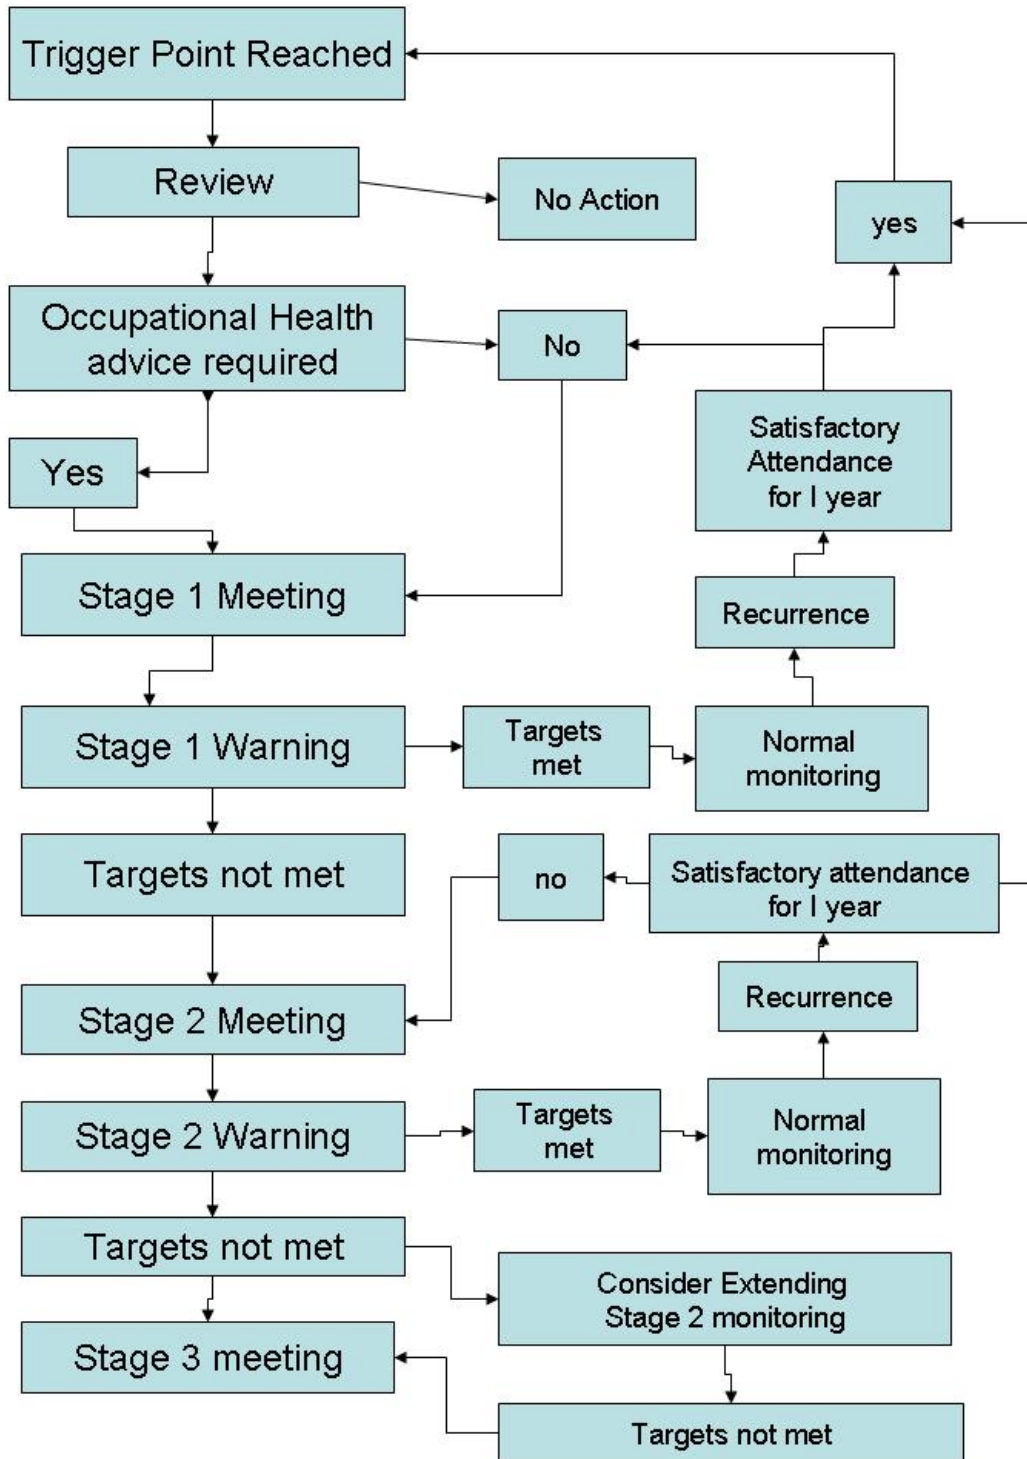 Trigger Point Reached
Review
No Action
yes
Occupational Health
advice required
No
Satisfactory
Attendance
for I year
Yes
Stage 1 Meeting
Recurrence
Stage 1 Warning
Targets
met
Normal
monitoring
Targets not met
no
Satisfactory attendance
for I year
Stage 2 Meeting
Recurrence
Stage 2 Warning
Targets
met
Normal
monitoring
Targets not met
Consider Extending
Stage 2 monitoring
Stage 3 meeting
Targets not met